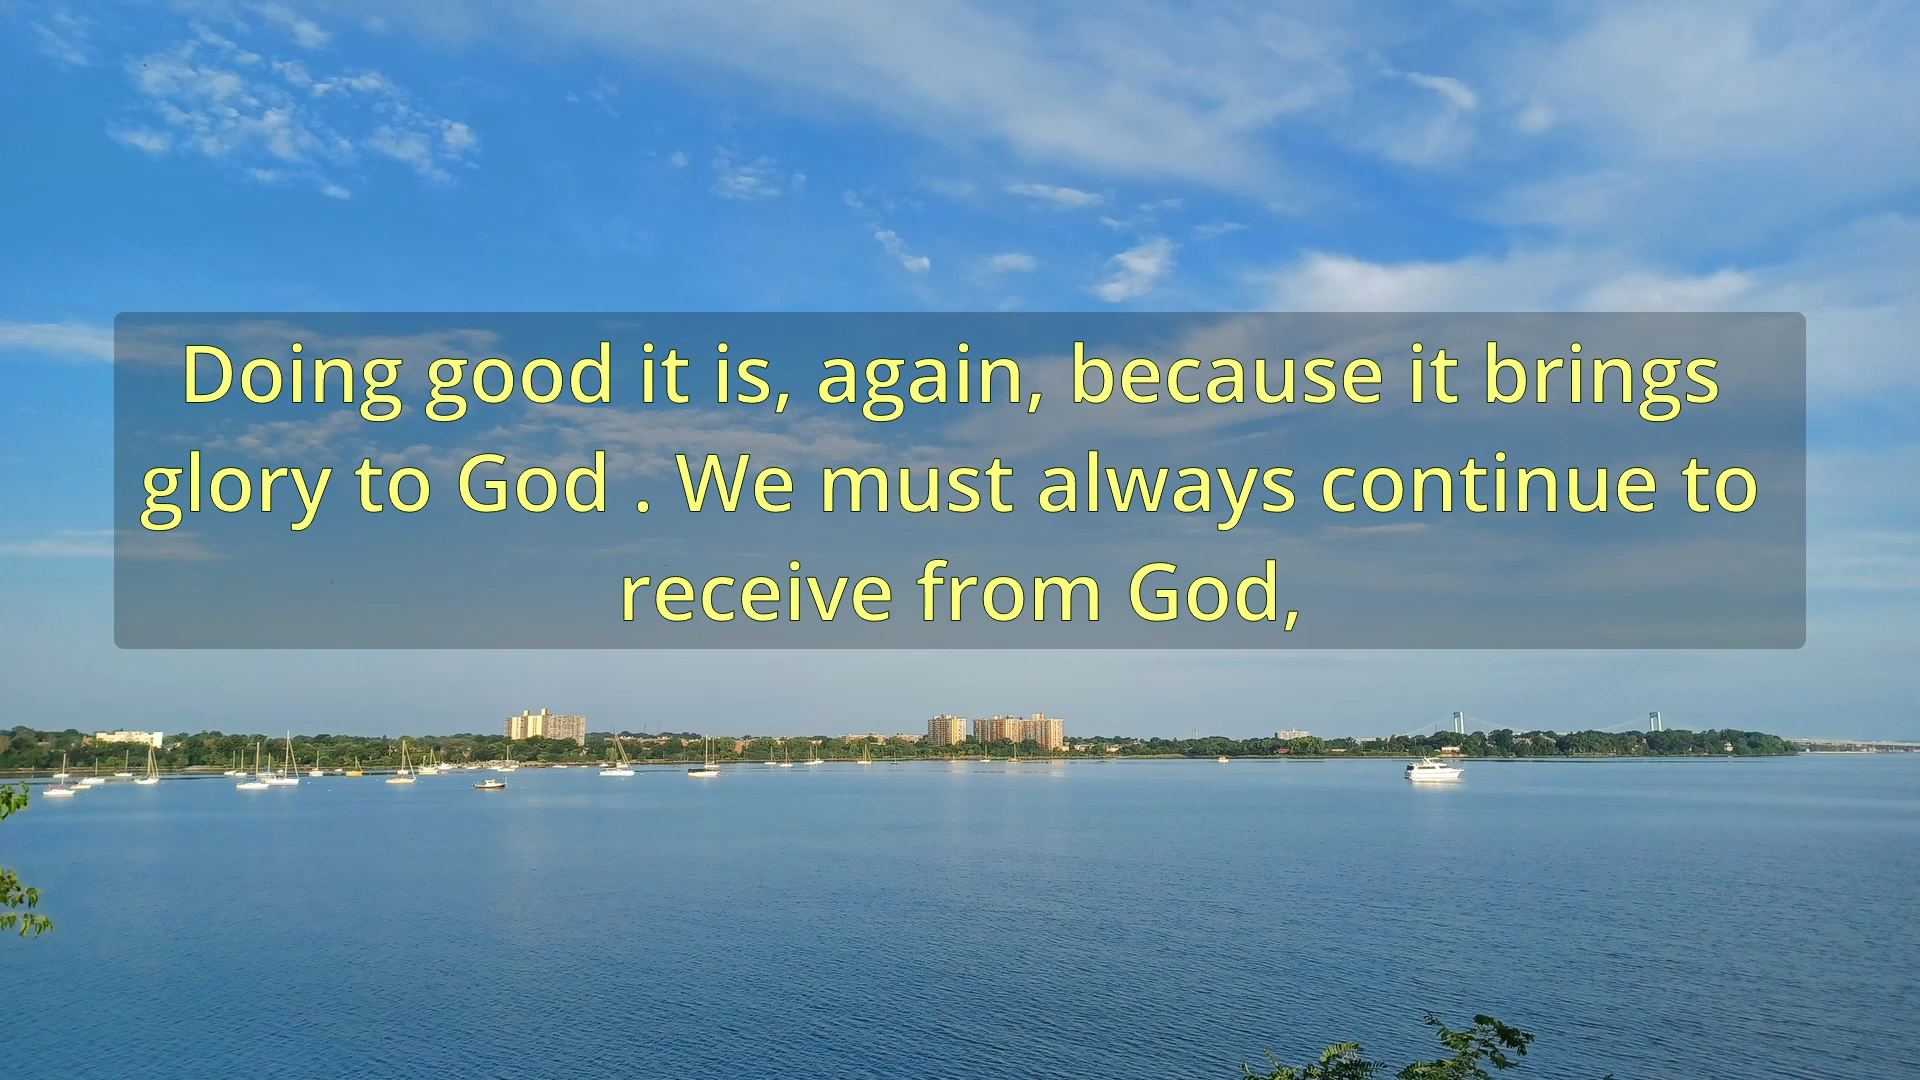 Doing good it is, again, because it brings
glory to God . We must always continue to
receive from God,